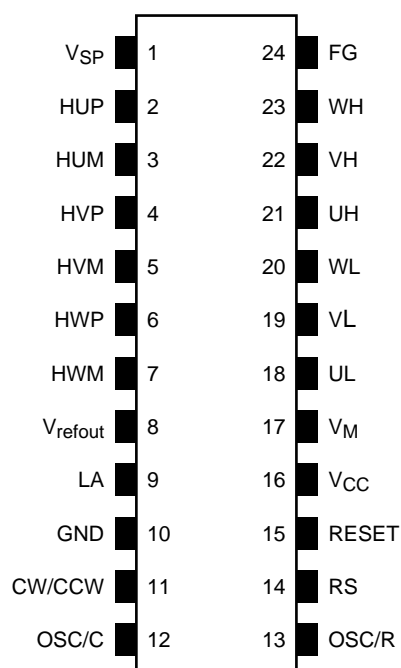 VSP 1 24 FG
HUP 2 23 WH
HUM 3 22 VH
HVP 4 21 UH
HVM 5 20 WL
HWP 6 19 VL
HWM 7 18 UL
Vrefout 8 17 VM
LA 9 16 VCC
GND 10 15 RESET
CW/CCW 11 14 RS
OSC/C 12 13 OSC/R